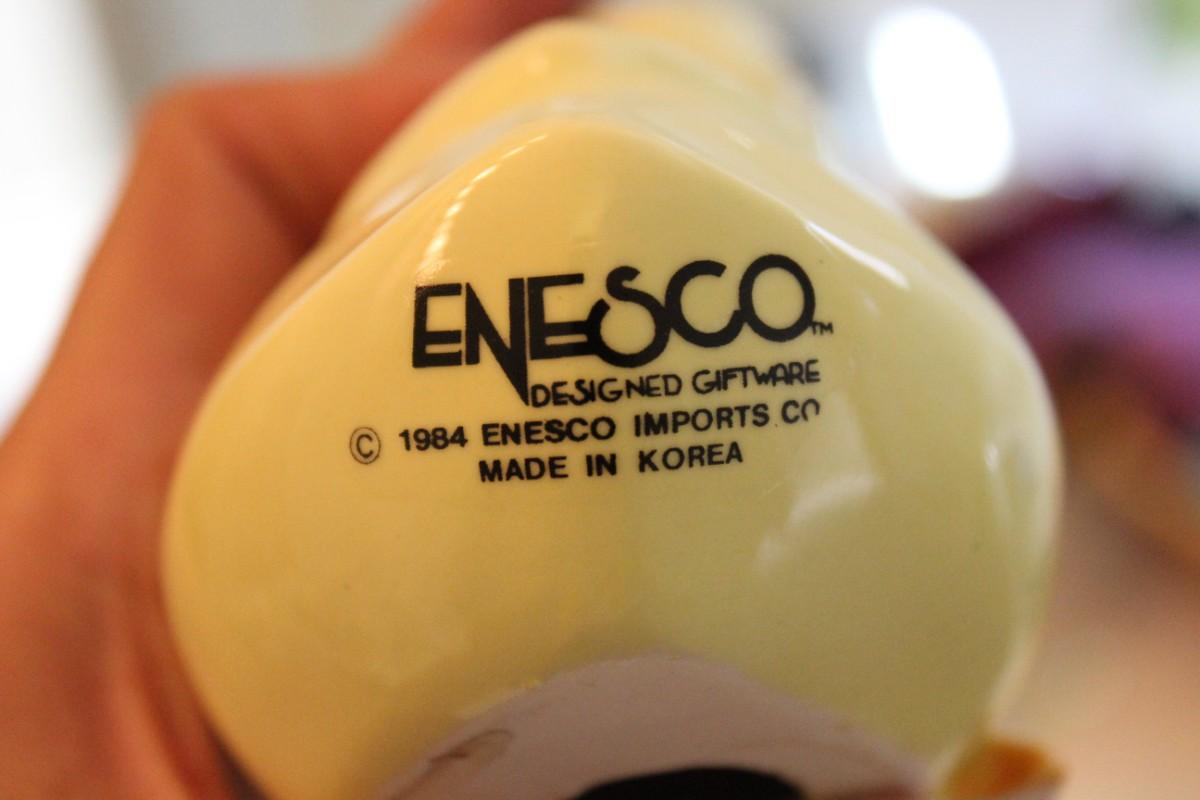 ENESCO™
DESIGNED GIFTWARE
© 1984 ENESCO IMPORTS CO
MADE IN KOREA